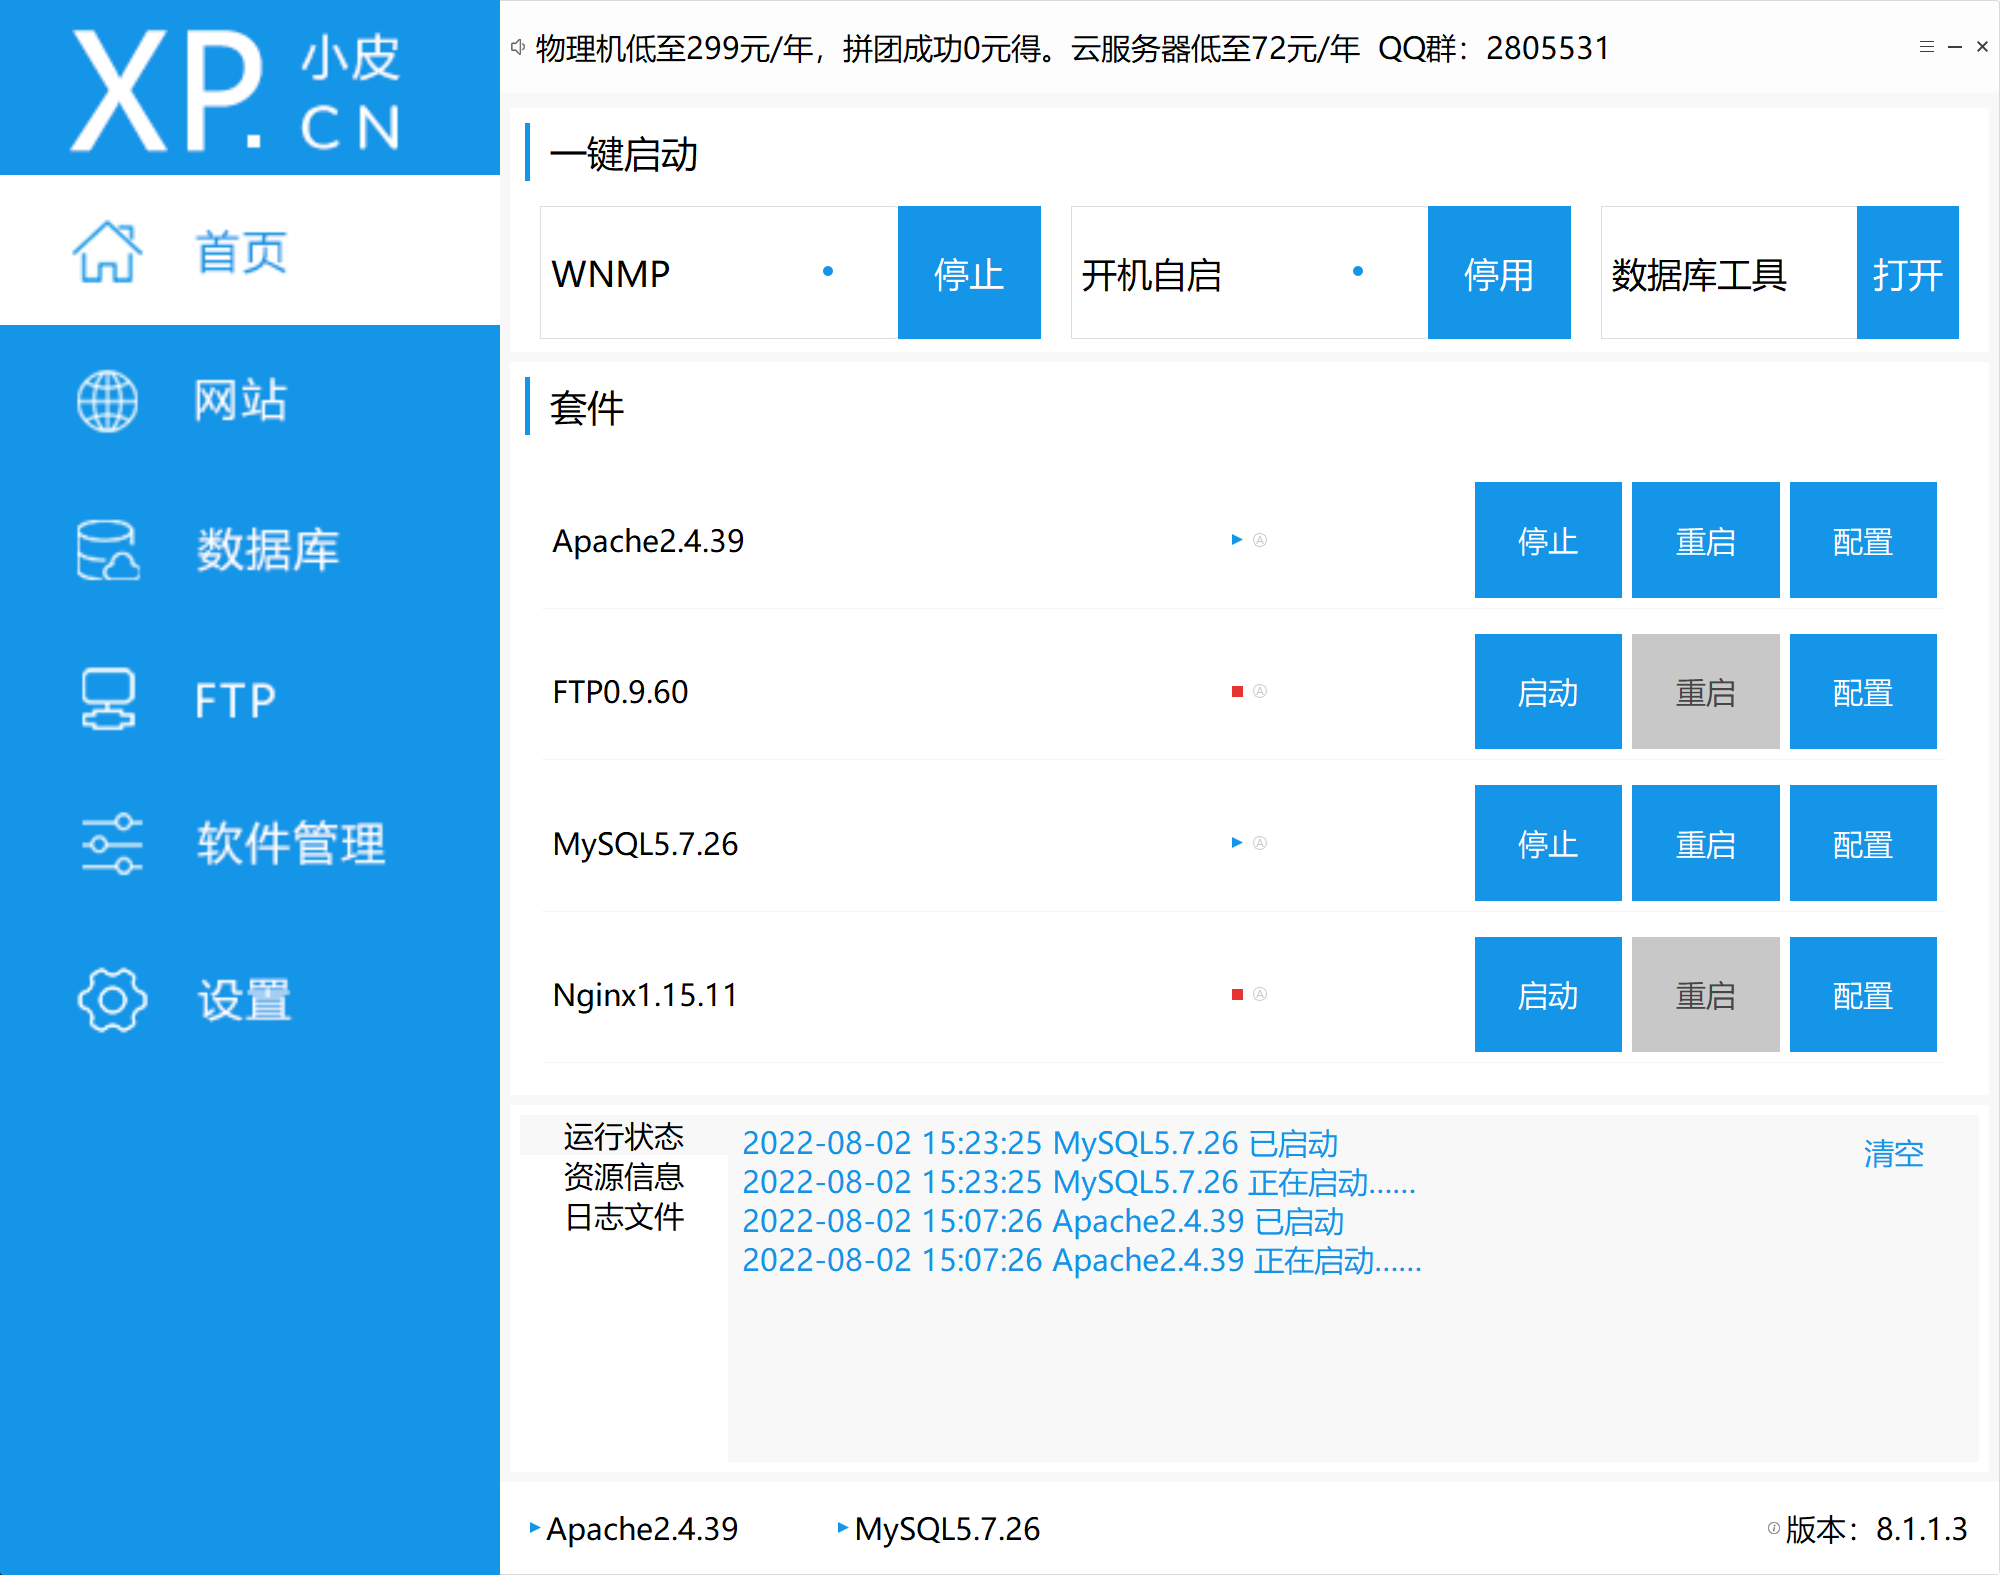 XP.小皮
CN
物理机低至299元/年，拼团成功0元得。云服务器低至72元/年 QQ群：2805531
首页
网站
数据库
FTP
软件管理
设置
一键启动
WNMP 停止 开机自启 停用 数据库工具 打开
套件
Apache2.4.39 Ⓐ 停止 重启 配置
FTP0.9.60 Ⓐ 启动 重启 配置
MySQL5.7.26 Ⓐ 停止 重启 配置
Nginx1.15.11 Ⓐ 启动 重启 配置
运行状态
资源信息
日志文件
2022-08-02 15:23:25 MySQL5.7.26 已启动
2022-08-02 15:23:25 MySQL5.7.26 正在启动......
2022-08-02 15:07:26 Apache2.4.39 已启动
2022-08-02 15:07:26 Apache2.4.39 正在启动......
清空
Apache2.4.39 MySQL5.7.26 版本：8.1.1.3